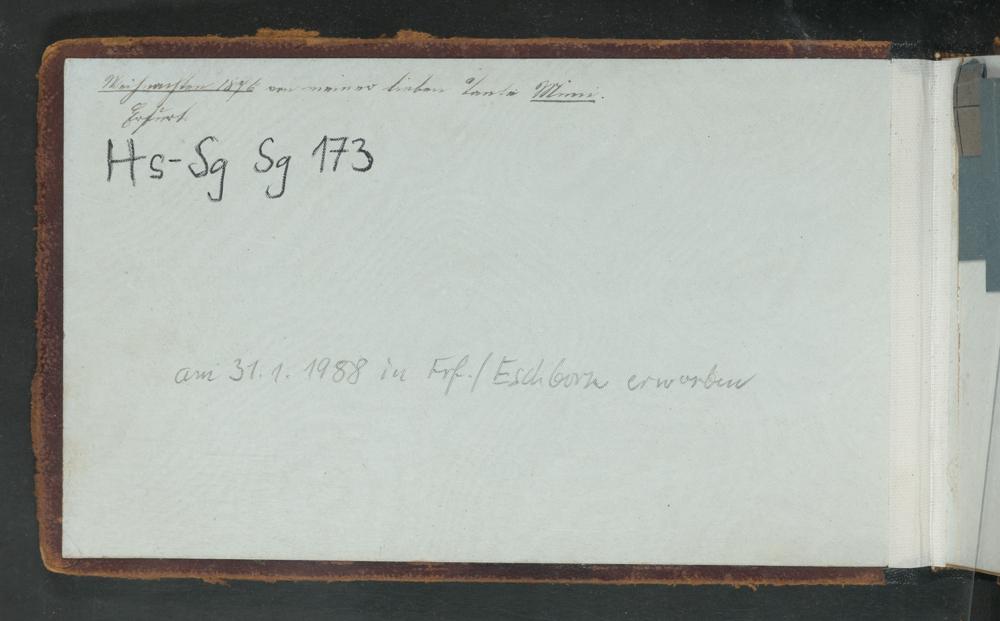 Weihnachten 1876 von meiner lieben Tante Mimi.
Erfurt
Hs-Sg Sg 173
am 31.1.1988 in Frf./Eschborn erworben